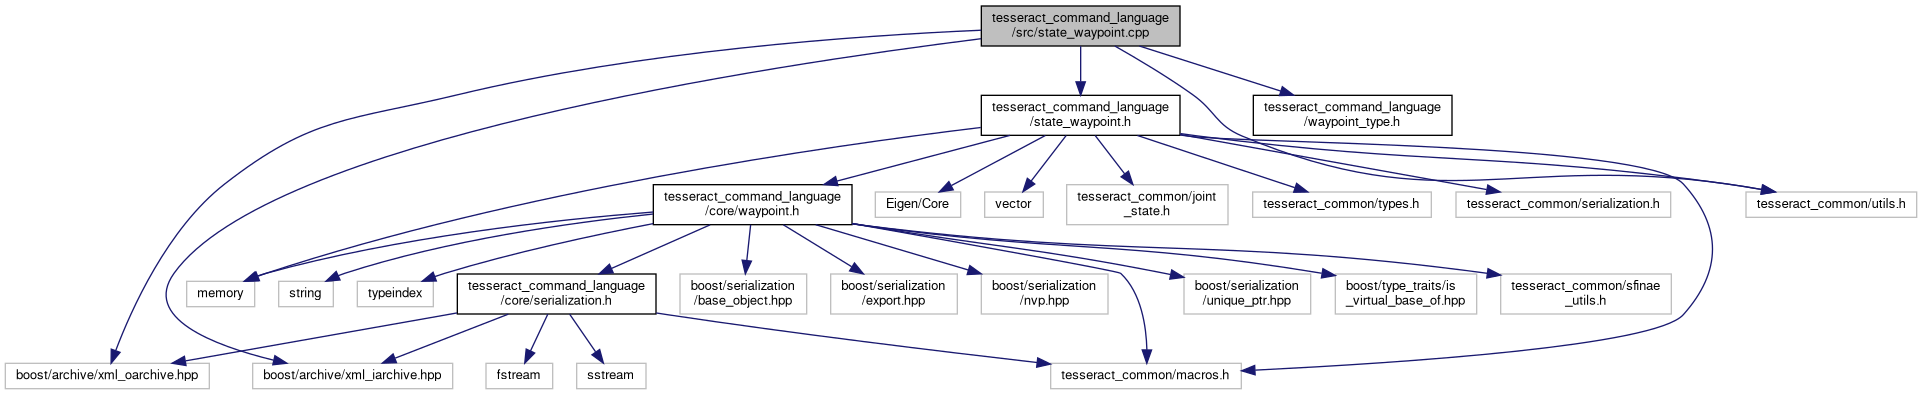 tesseract_command_language
/src/state_waypoint.cpp
tesseract_command_language
/state_waypoint.h
tesseract_command_language
/waypoint_type.h
tesseract_command_language
/core/waypoint.h
Eigen/Core
vector
tesseract_common/joint
_state.h
tesseract_common/types.h
tesseract_common/serialization.h
tesseract_common/utils.h
memory
string
typeindex
tesseract_command_language
/core/serialization.h
boost/serialization
/base_object.hpp
boost/serialization
/export.hpp
boost/serialization
/nvp.hpp
boost/serialization
/unique_ptr.hpp
boost/type_traits/is
_virtual_base_of.hpp
tesseract_common/sfinae
_utils.h
boost/archive/xml_oarchive.hpp
boost/archive/xml_iarchive.hpp
fstream
sstream
tesseract_common/macros.h